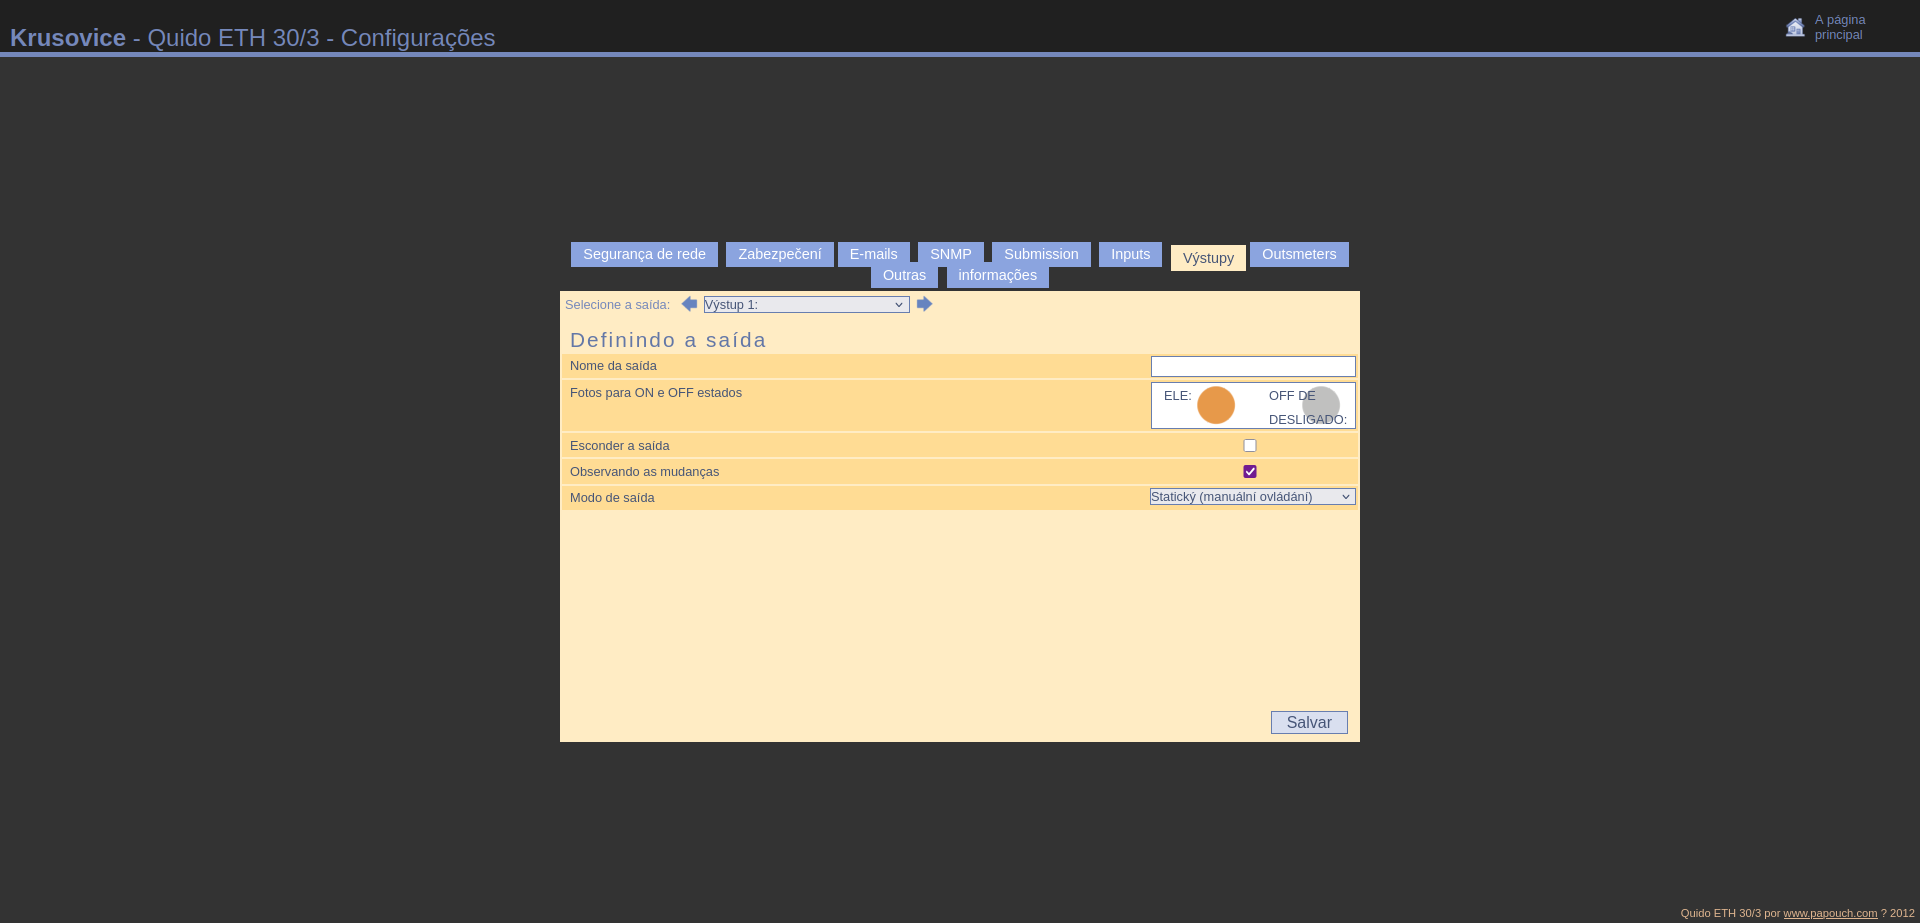 Krusovice - Quido ETH 30/3 - Configurações
A página
principal
Segurança de rede Zabezpečení E-mails SNMP Submission Inputs Výstupy Outsmeters
Outras informações
Selecione a saída: Výstup 1:
Definindo a saída
Nome da saída
Fotos para ON e OFF estados ELE: OFF DE
DESLIGADO:
Esconder a saída
Observando as mudanças
Modo de saída Statický (manuální ovládání)
Salvar
Quido ETH 30/3 por www.papouch.com ? 2012